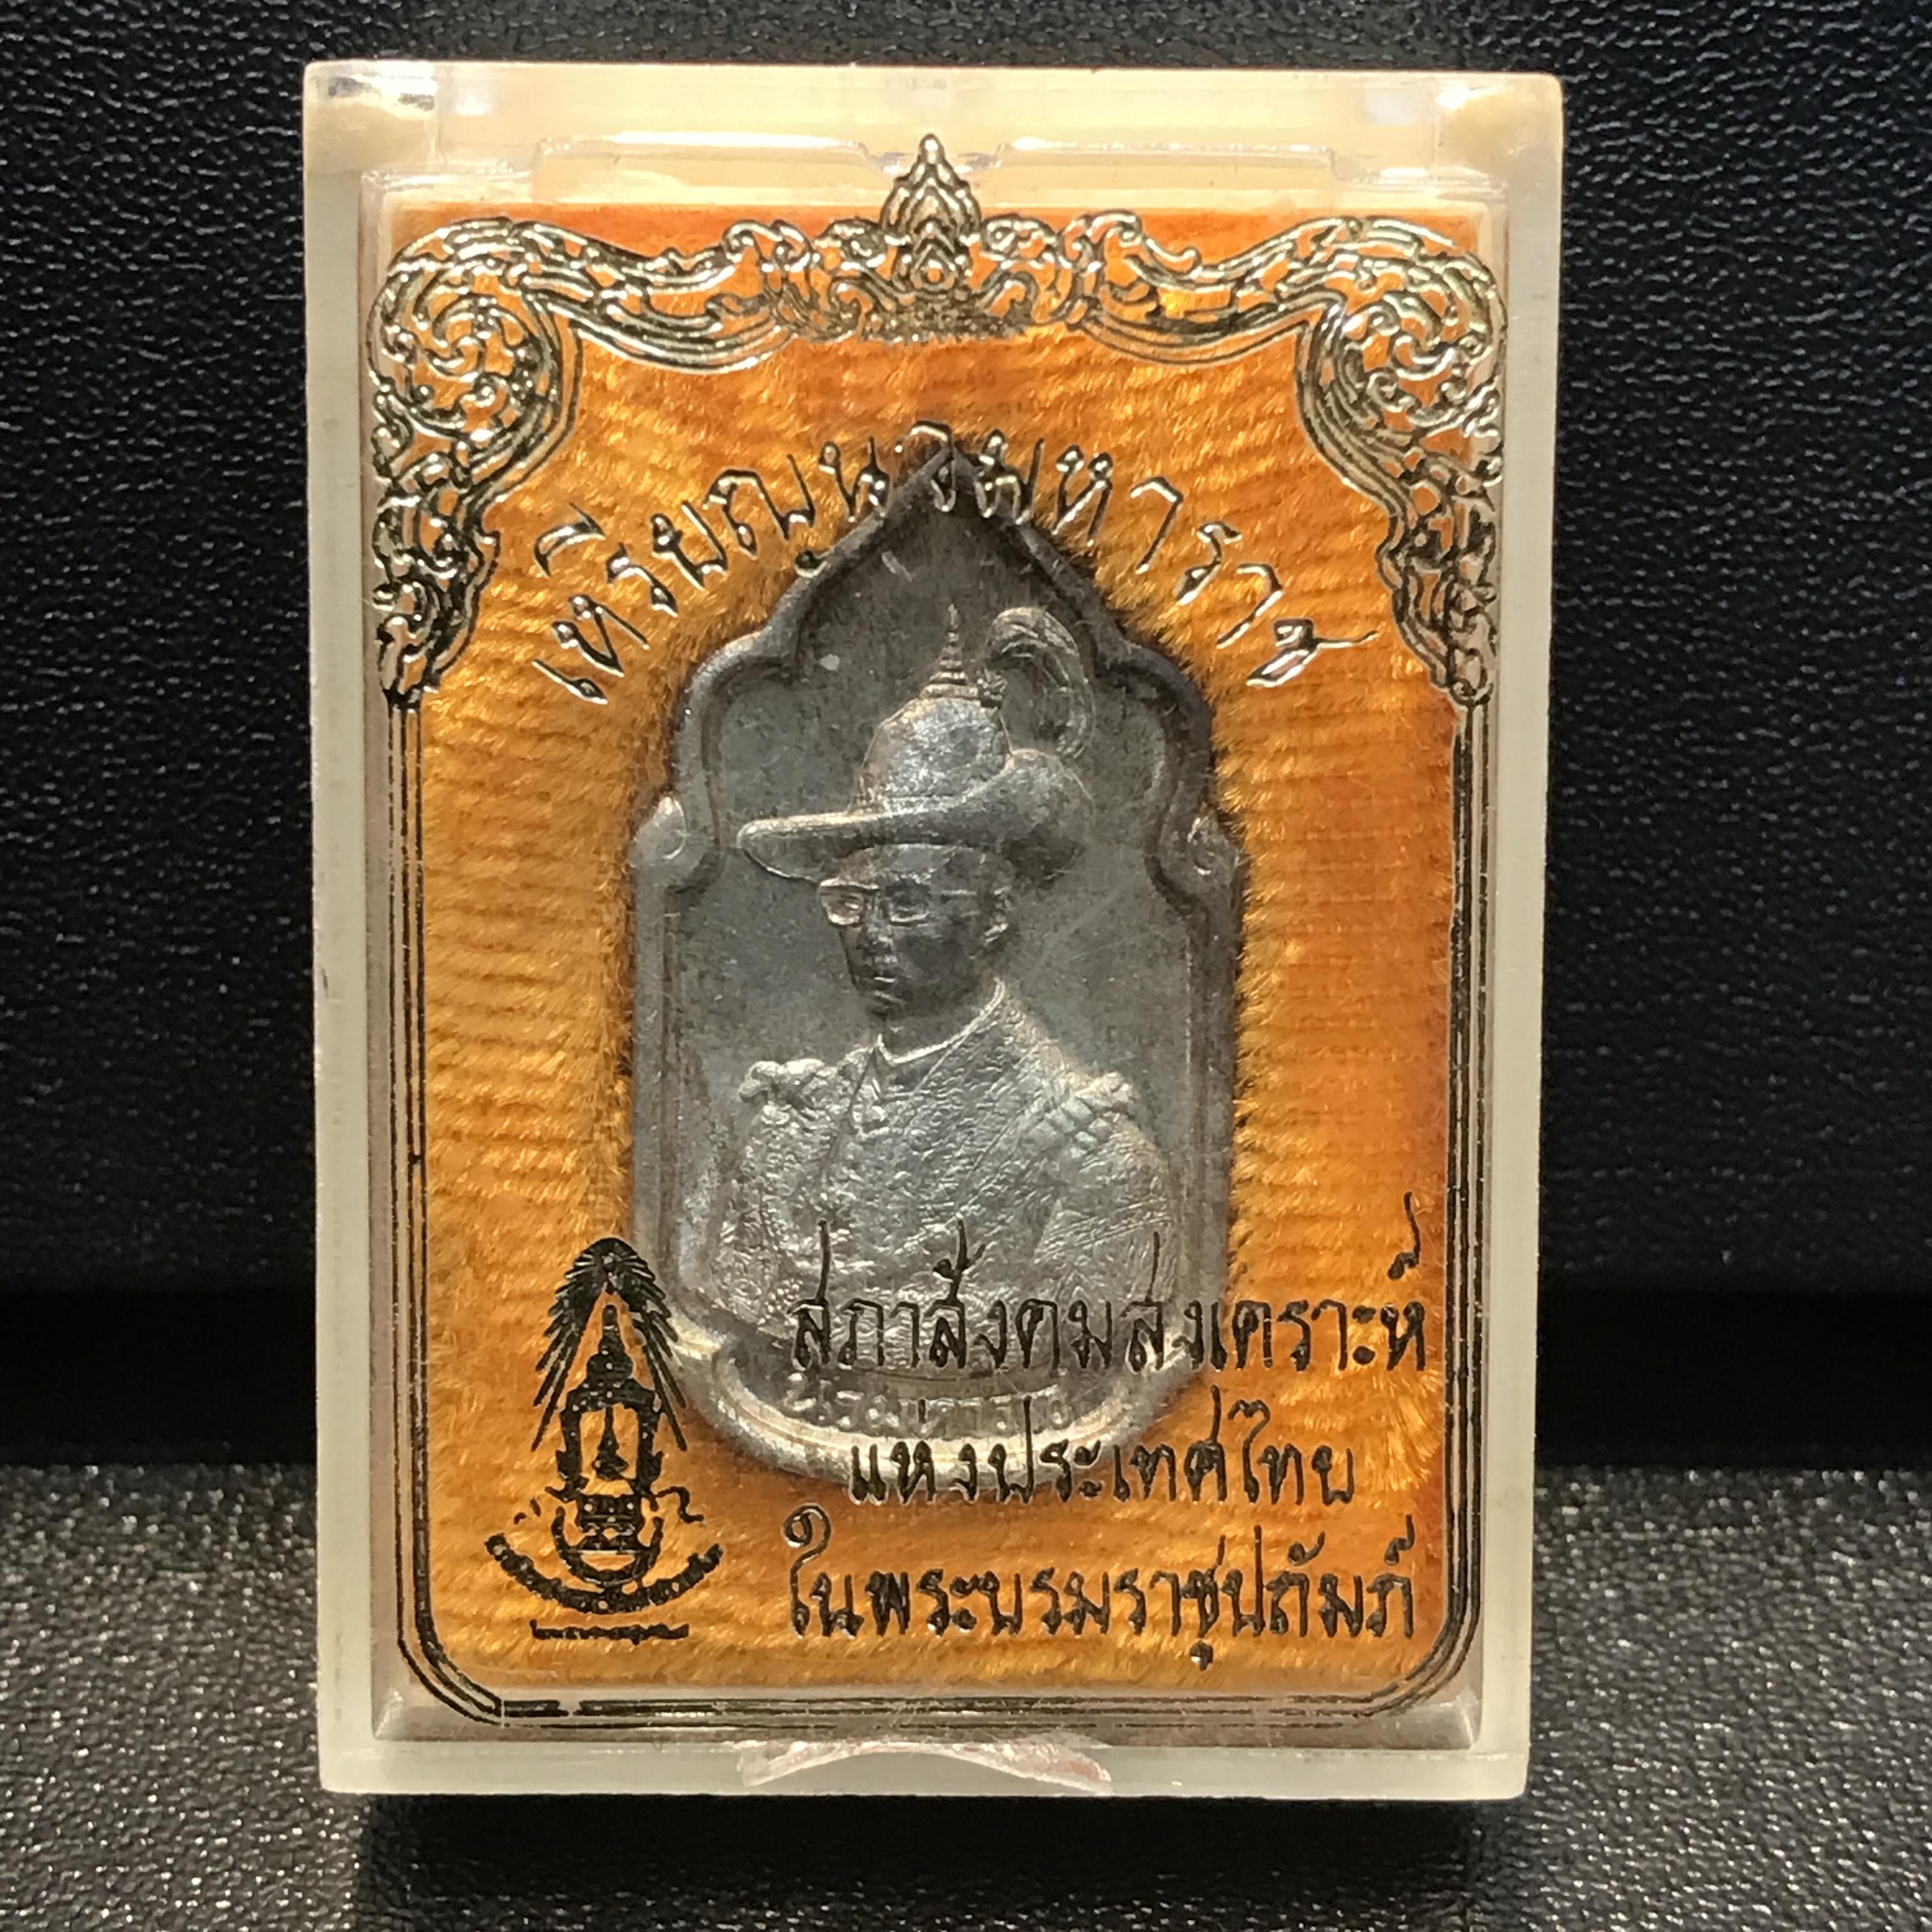 เหรียญนวมหาราช
สภาสังคมสงเคราะห์
แห่งประเทศไทย
ในพระบรมราชูปถัมภ์